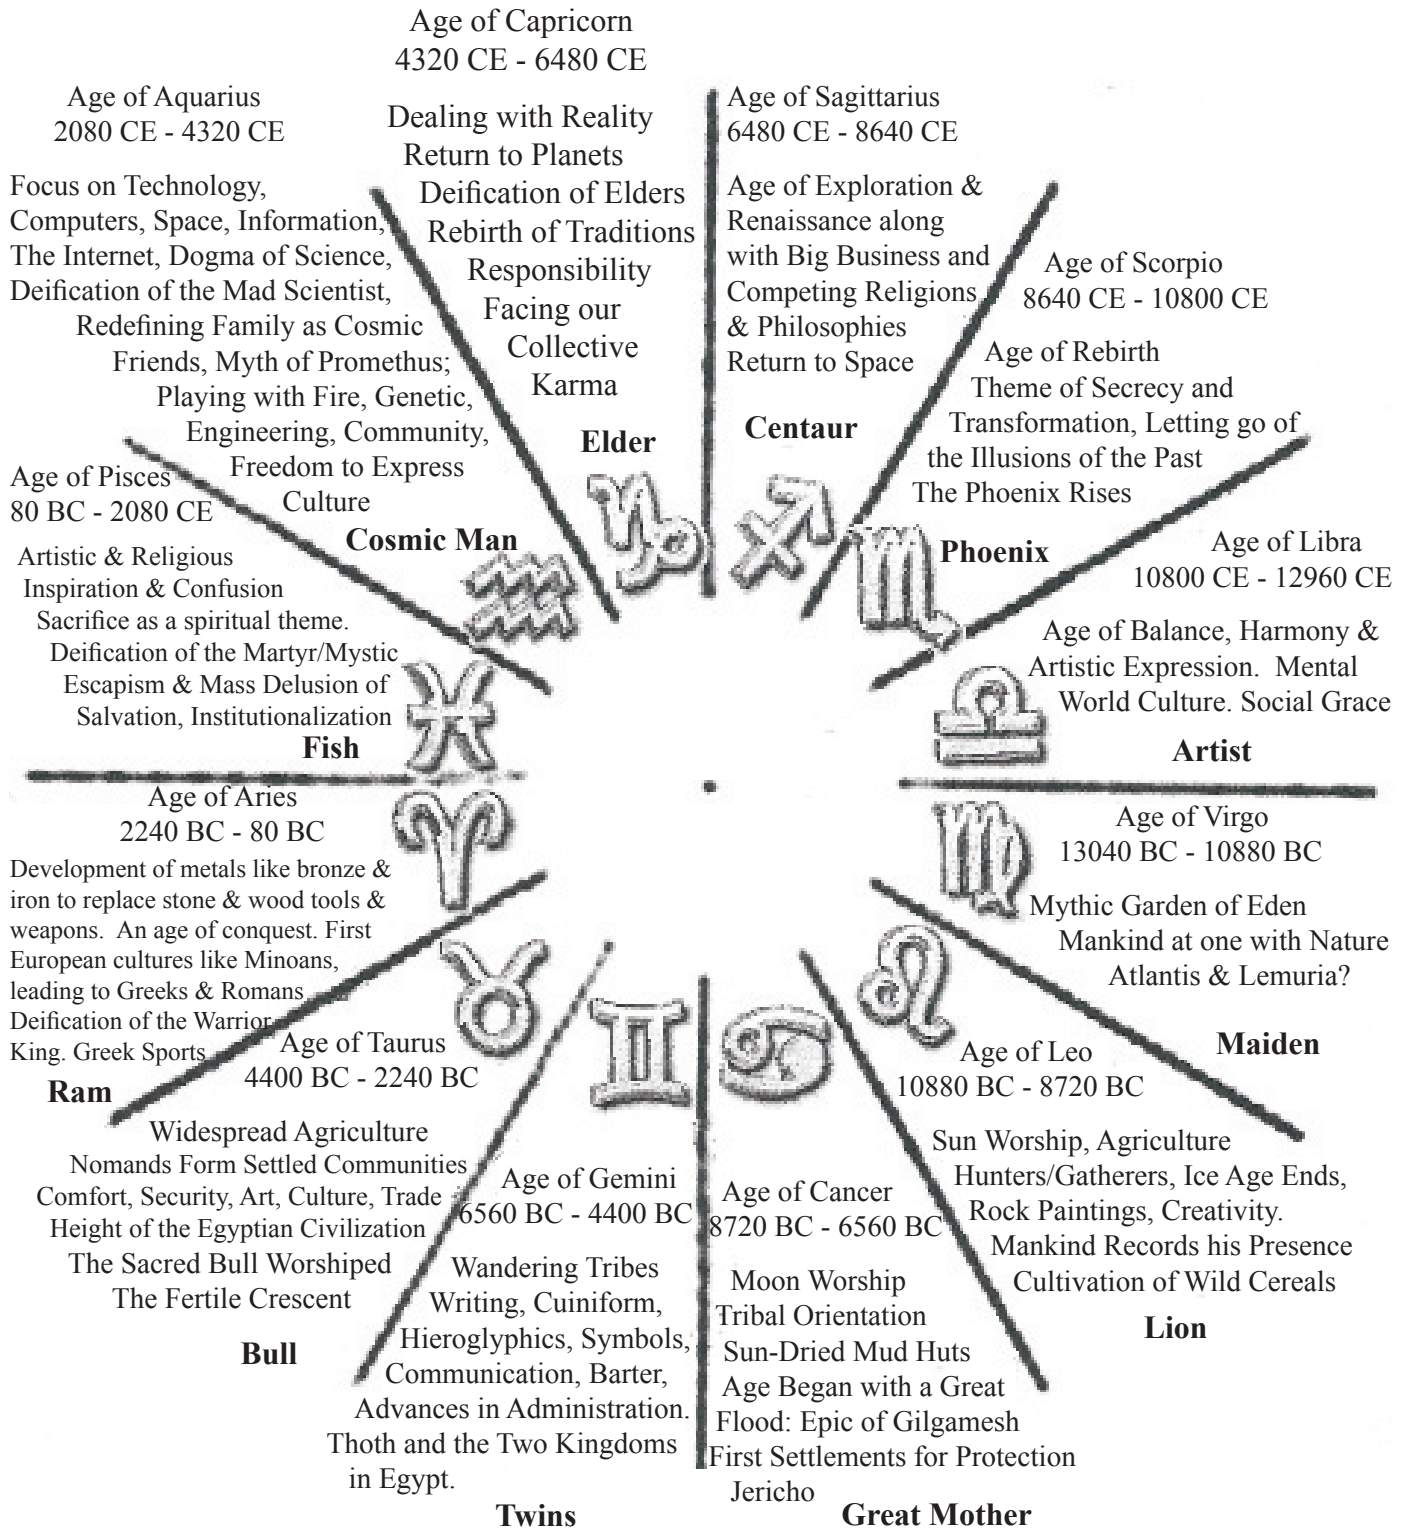 Age of Capricorn
4320 CE - 6480 CE
Dealing with Reality
Return to Planets
Deification of Elders
Rebirth of Traditions
Responsibility
Facing our
Collective
Karma
Elder
Age of Aquarius
2080 CE - 4320 CE
Focus on Technology,
Computers, Space, Information,
The Internet, Dogma of Science,
Deification of the Mad Scientist,
Redefining Family as Cosmic
Friends, Myth of Promethus;
Playing with Fire, Genetic,
Engineering, Community,
Freedom to Express
Culture
Cosmic Man
Age of Pisces
80 BC - 2080 CE
Artistic & Religious
Inspiration & Confusion
Sacrifice as a spiritual theme.
Deification of the Martyr/Mystic
Escapism & Mass Delusion of
Salvation, Institutionalization
Fish
Age of Aries
2240 BC - 80 BC
Development of metals like bronze &
iron to replace stone & wood tools &
weapons.  An age of conquest. First
European cultures like Minoans,
leading to Greeks & Romans
Deification of the Warrior
King. Greek Sports
Ram
Age of Taurus
4400 BC - 2240 BC
Widespread Agriculture
Nomands Form Settled Communities
Comfort, Security, Art, Culture, Trade
Height of the Egyptian Civilization
The Sacred Bull Worshiped
The Fertile Crescent
Bull
Age of Gemini
6560 BC - 4400 BC
Wandering Tribes
Writing, Cuiniform,
Hieroglyphics, Symbols,
Communication, Barter,
Advances in Administration.
Thoth and the Two Kingdoms
in Egypt.
Twins
Age of Cancer
8720 BC - 6560 BC
Moon Worship
Tribal Orientation
Sun-Dried Mud Huts
Age Began with a Great
Flood: Epic of Gilgamesh
First Settlements for Protection
Jericho
Great Mother
Age of Leo
10880 BC - 8720 BC
Sun Worship, Agriculture
Hunters/Gatherers, Ice Age Ends,
Rock Paintings, Creativity.
Mankind Records his Presence
Cultivation of Wild Cereals
Lion
Age of Virgo
13040 BC - 10880 BC
Mythic Garden of Eden
Mankind at one with Nature
Atlantis & Lemuria?
Maiden
Age of Libra
10800 CE - 12960 CE
Age of Balance, Harmony &
Artistic Expression.  Mental
World Culture. Social Grace
Artist
Age of Scorpio
8640 CE - 10800 CE
Age of Rebirth
Theme of Secrecy and
Transformation, Letting go of
the Illusions of the Past
The Phoenix Rises
Phoenix
Age of Sagittarius
6480 CE - 8640 CE
Age of Exploration &
Renaissance along
with Big Business and
Competing Religions
& Philosophies
Return to Space
Centaur